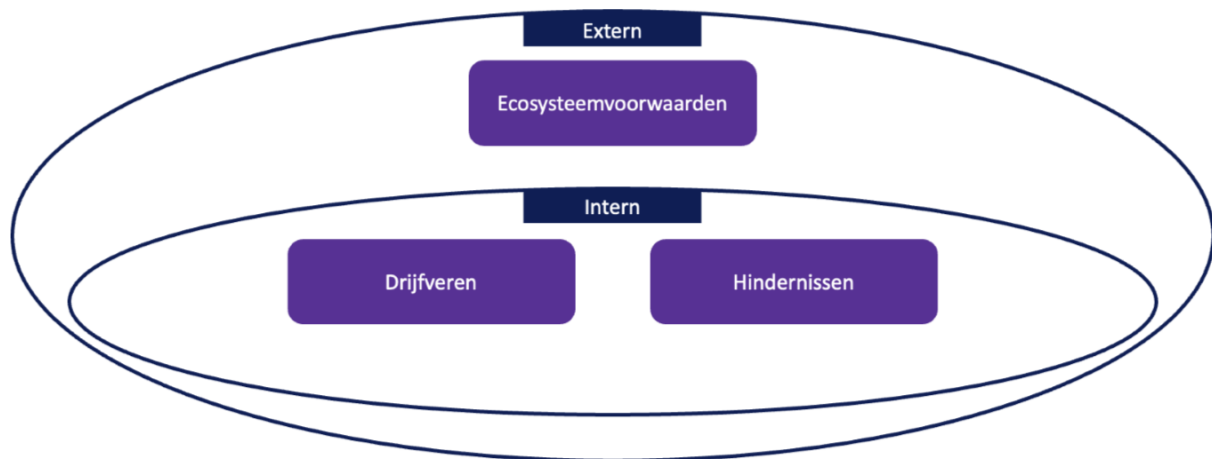 Extern
Ecosysteemvoorwaarden
Intern
Drijfveren
Hindernissen